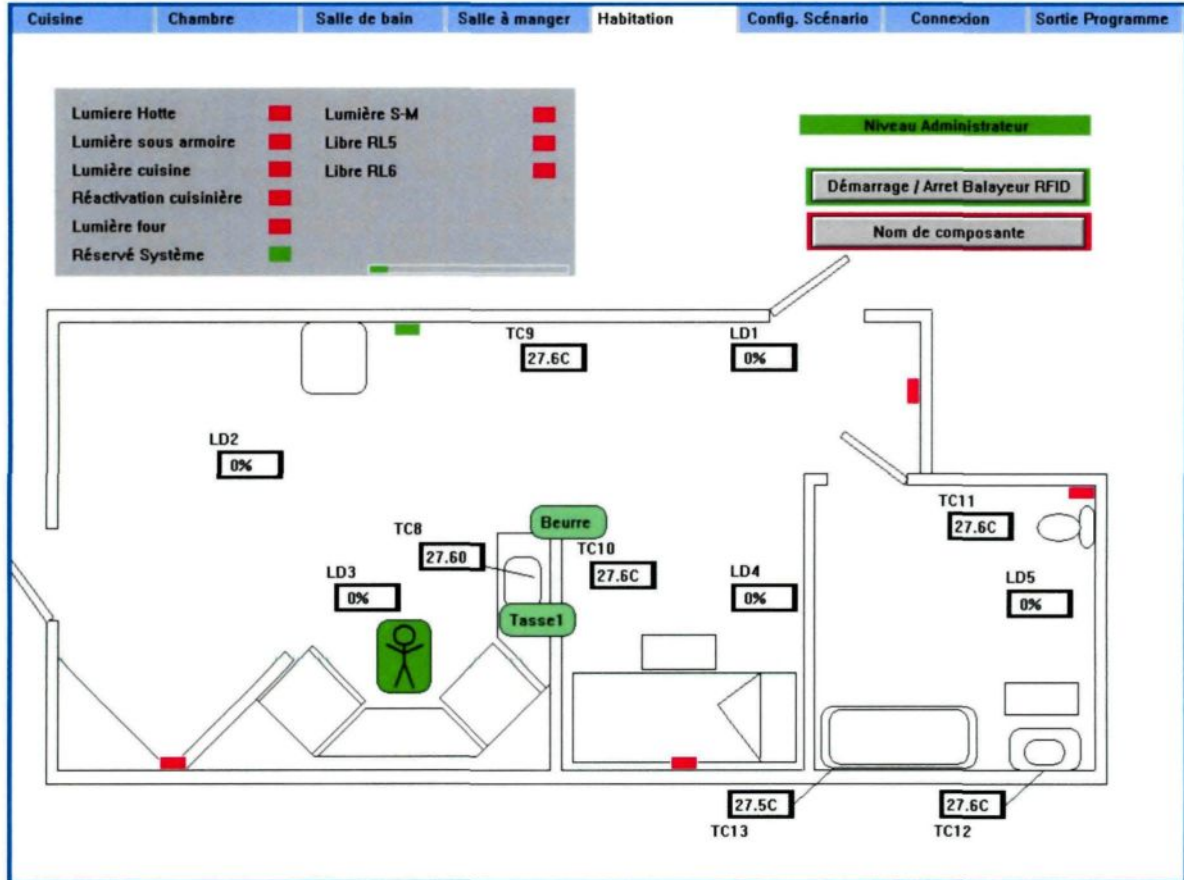 Cuisine Chambre Salle de bain Salle à manger Habitation Config. Scénario Connexion Sortie Programme
Lumiere Hotte Lumière S-M
Lumière sous armoire Libre RL5
Lumière cuisine Libre RL6
Réactivation cuisinière
Lumière four
Réservé Système
Niveau Administrateur
Démarrage / Arret Balayeur RFID
Nom de composante
TC9
27.6C
LD1
0%
LD2
0%
TC8
27.60
Beurre
TC10
27.6C
TC11
27.6C
LD3
0%
LD4
0%
LD5
0%
Tasse1
27.5C
TC13
27.6C
TC12